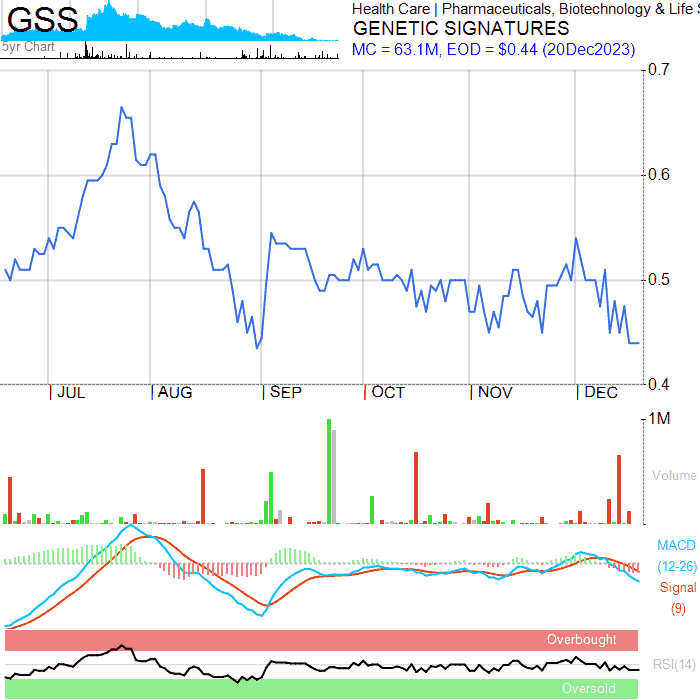 GSS
5yr Chart
Health Care | Pharmaceuticals, Biotechnology & Life S
GENETIC SIGNATURES
MC = 63.1M, EOD = $0.44 (20Dec2023)
0.7
0.6
0.5
0.4
JUL AUG SEP OCT NOV DEC
1M
Volume
MACD
(12-26)
Signal
(9)
Overbought
RSI(14)
Oversold